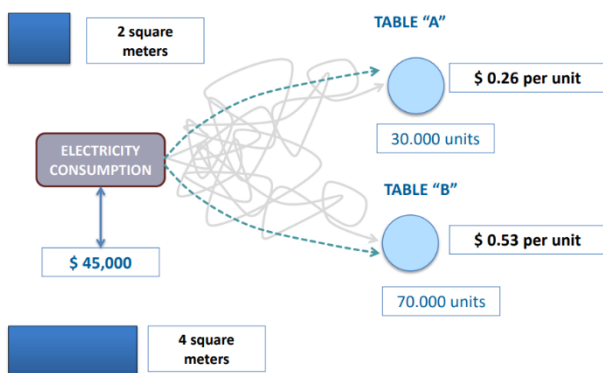 2 square
meters
TABLE “A”
$ 0.26 per unit
30.000 units
ELECTRICITY
CONSUMPTION
TABLE “B”
$ 0.53 per unit
$ 45,000
70.000 units
4 square
meters